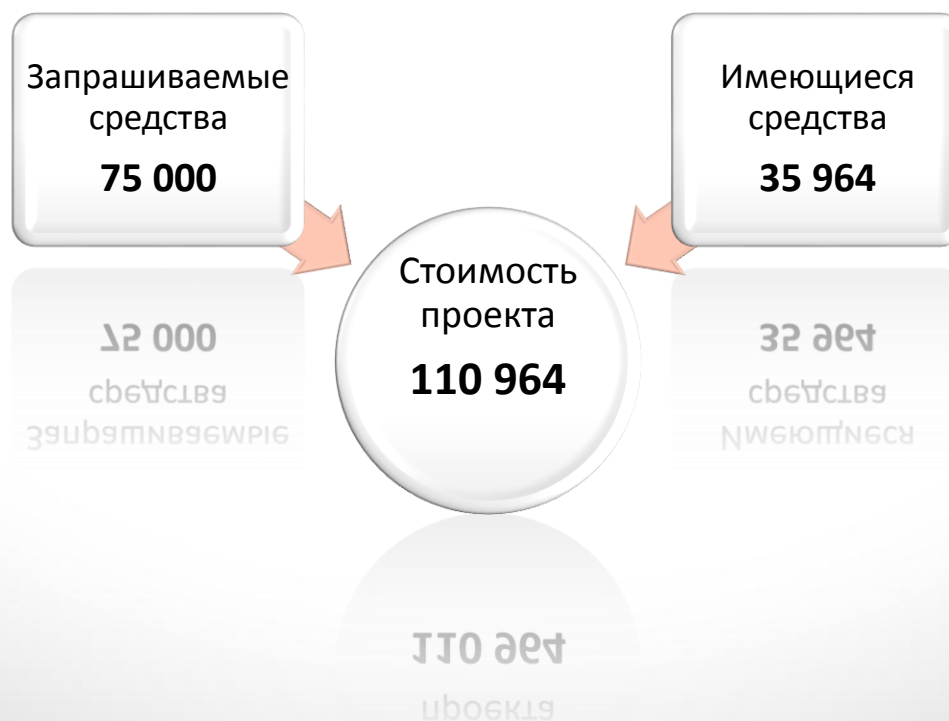 Запрашиваемые
средства
75 000
Имеющиеся
средства
35 964
Стоимость
проекта
110 964